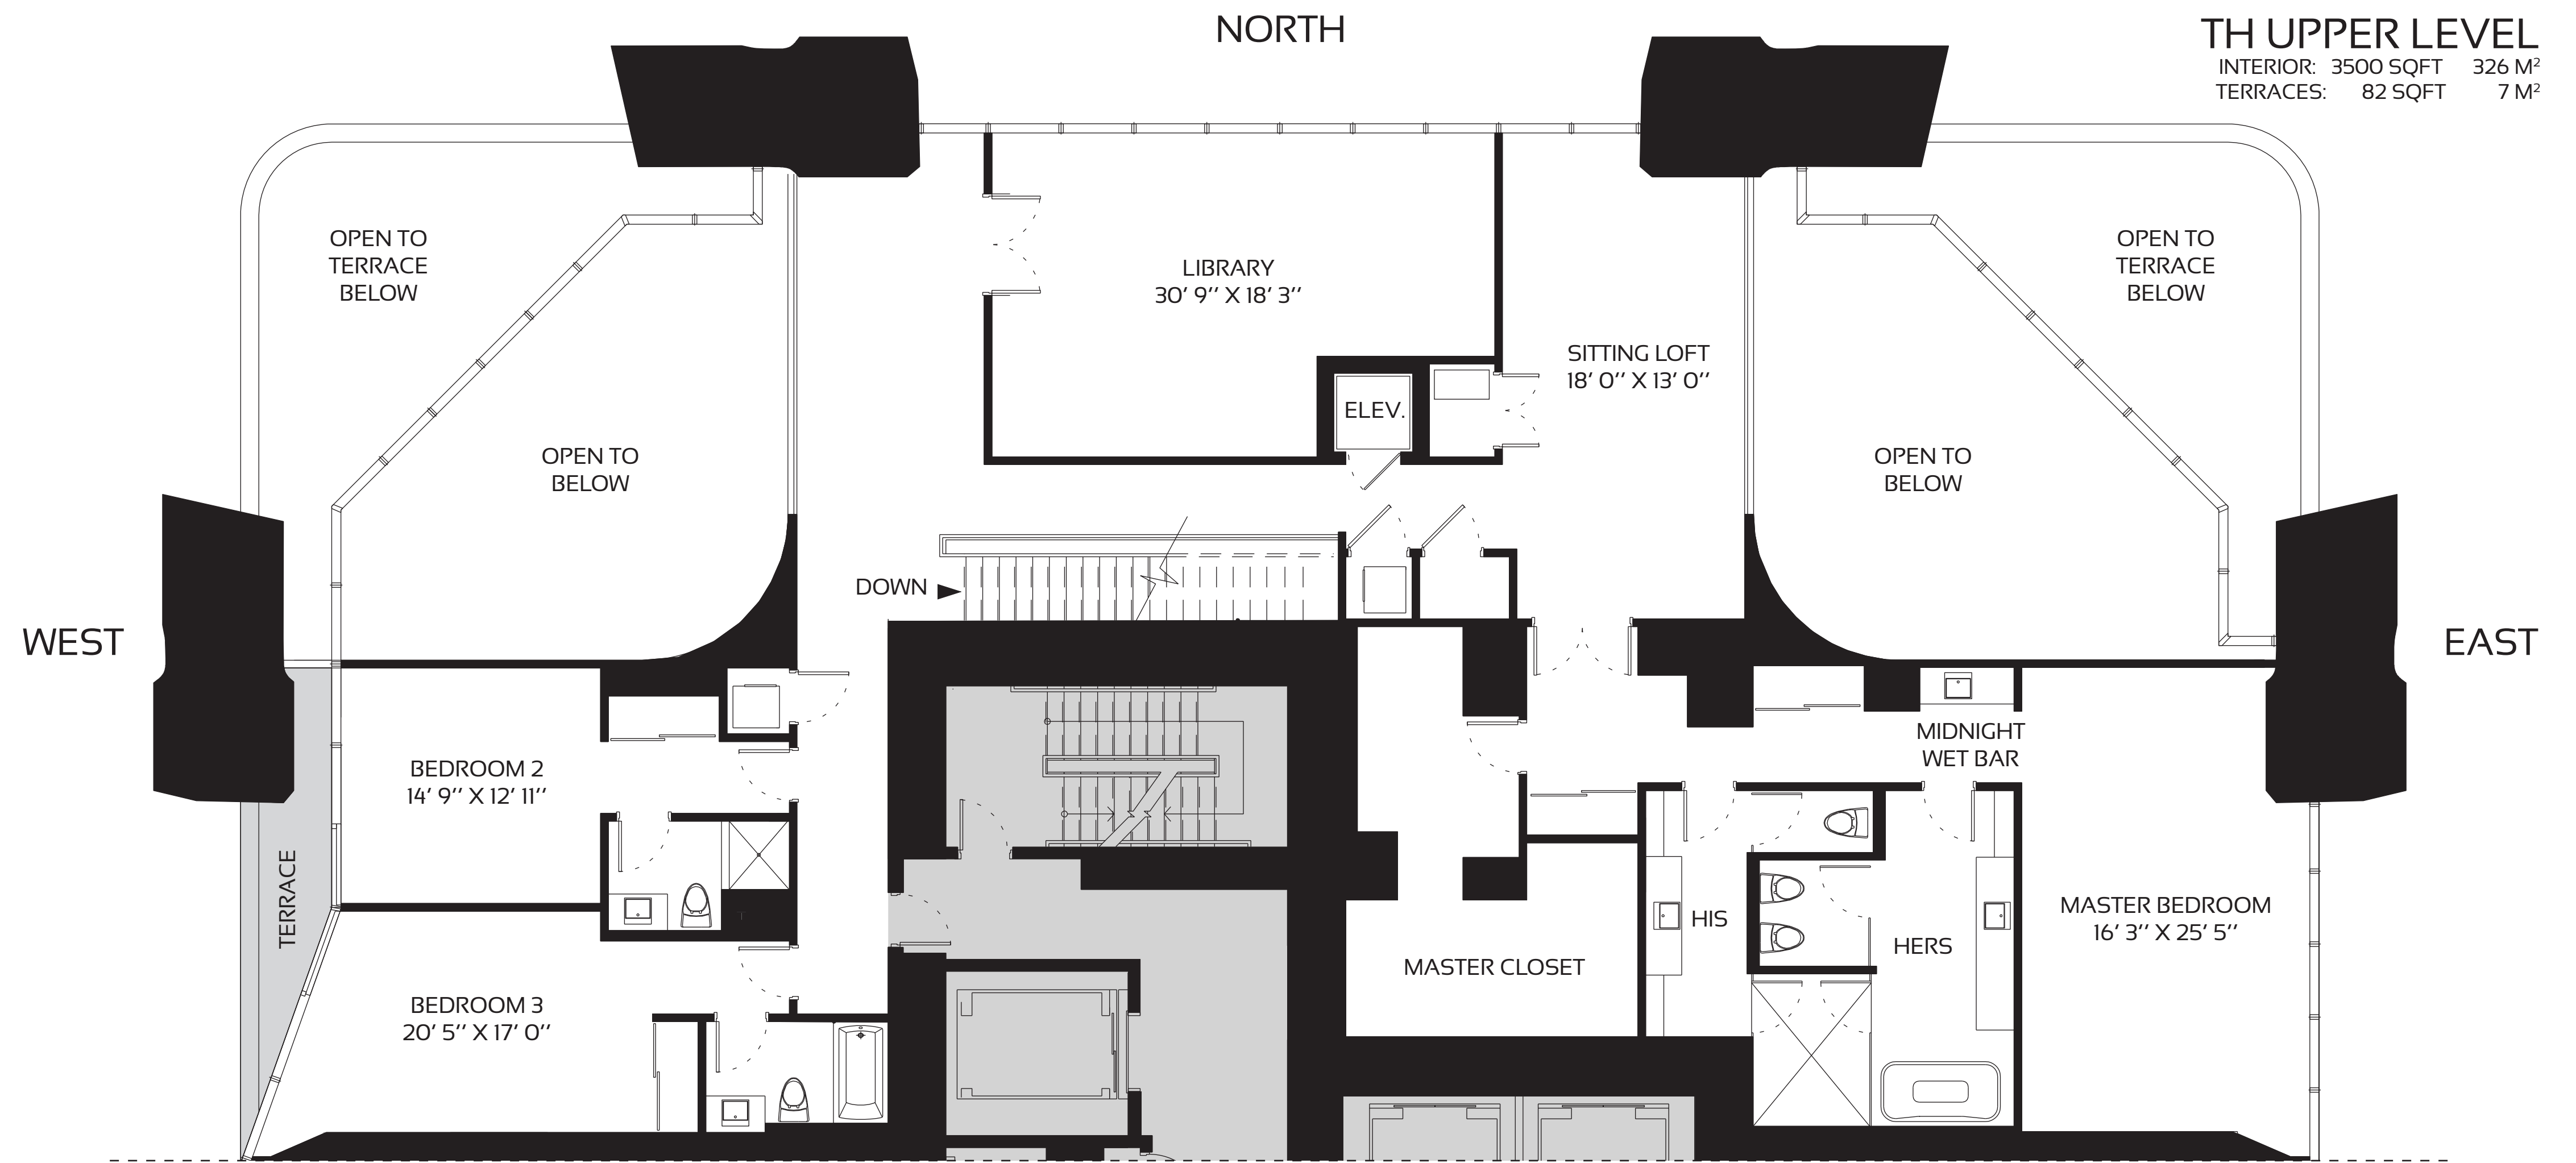 NORTH
TH UPPER LEVEL
INTERIOR: 3500 SQFT 326 M²
TERRACES: 82 SQFT 7 M²
OPEN TO
TERRACE
BELOW
OPEN TO
BELOW
LIBRARY
30' 9'' X 18' 3''
ELEV.
SITTING LOFT
18' 0'' X 13' 0''
OPEN TO
TERRACE
BELOW
OPEN TO
BELOW
DOWN
WEST
EAST
BEDROOM 2
14' 9'' X 12' 11''
TERRACE
BEDROOM 3
20' 5'' X 17' 0''
MIDNIGHT
WET BAR
MASTER CLOSET
HIS
HERS
MASTER BEDROOM
16' 3'' X 25' 5''